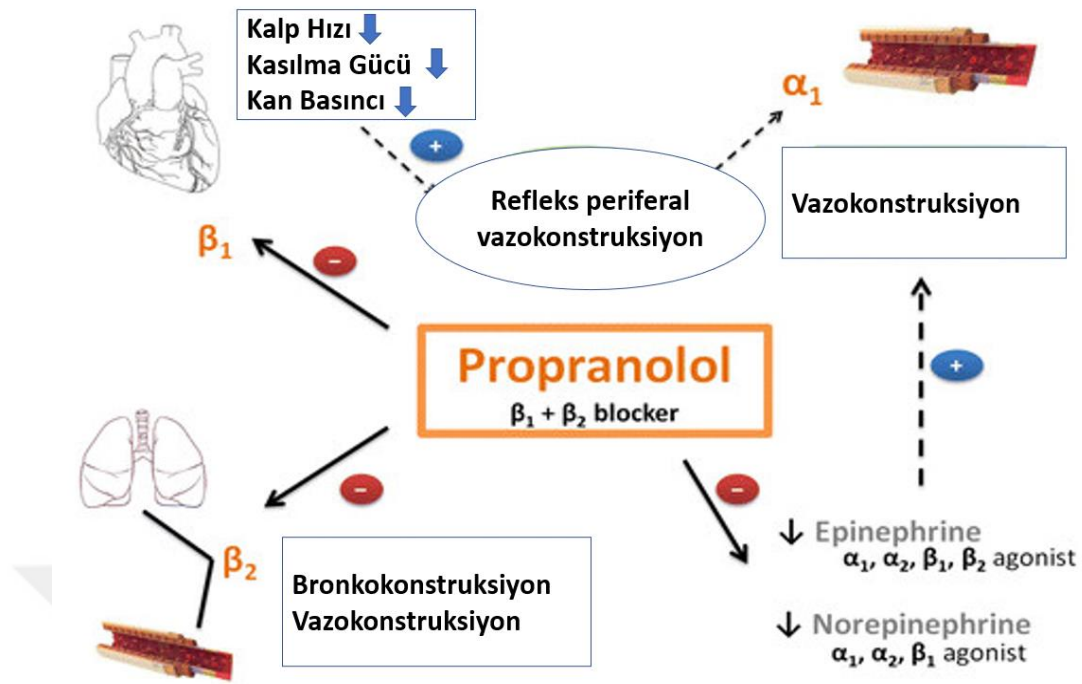 Kalp Hızı
Kasılma Gücü
Kan Basıncı
+
α₁
Refleks periferal
vazokonstruksiyon
Vazokonstruksiyon
β₁
−
Propranolol
β₁ + β₂ blocker
+
−
−
β₂
Bronkokonstruksiyon
Vazokonstruksiyon
↓ Epinephrine
α₁, α₂, β₁, β₂ agonist
↓ Norepinephrine
α₁, α₂, β₁ agonist